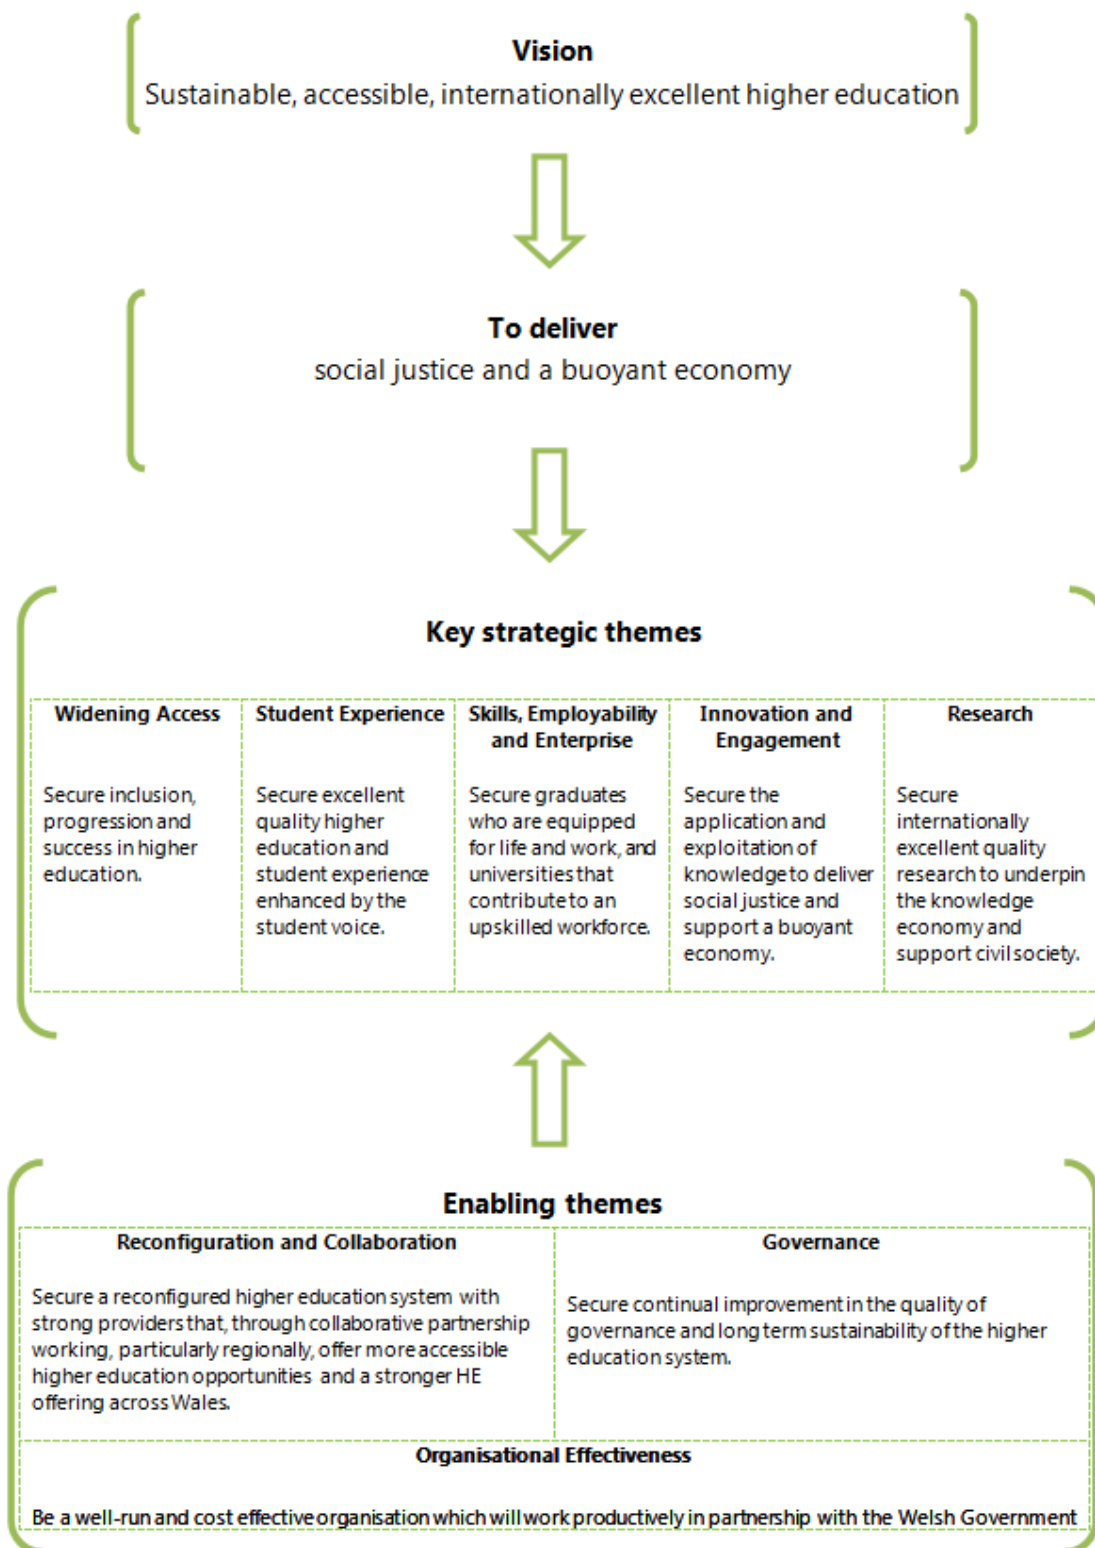 Vision
Sustainable, accessible, internationally excellent higher education
To deliver
social justice and a buoyant economy
Key strategic themes
Widening Access
Secure inclusion,
progression and
success in higher
education.
Student Experience
Secure excellent
quality higher
education and
student experience
enhanced by the
student voice.
Skills, Employability
and Enterprise
Secure graduates
who are equipped
for life and work, and
universities that
contribute to an
upskilled workforce.
Innovation and
Engagement
Secure the
application and
exploitation of
knowledge to deliver
social justice and
support a buoyant
economy.
Research
Secure
internationally
excellent quality
research to underpin
the knowledge
economy and
support civil society.
Enabling themes
Reconfiguration and Collaboration
Secure a reconfigured higher education system with
strong providers that, through collaborative partnership
working, particularly regionally, offer more accessible
higher education opportunities and a stronger HE
offering across Wales.
Governance
Secure continual improvement in the quality of
governance and long term sustainability of the higher
education system.
Organisational Effectiveness
Be a well-run and cost effective organisation which will work productively in partnership with the Welsh Government